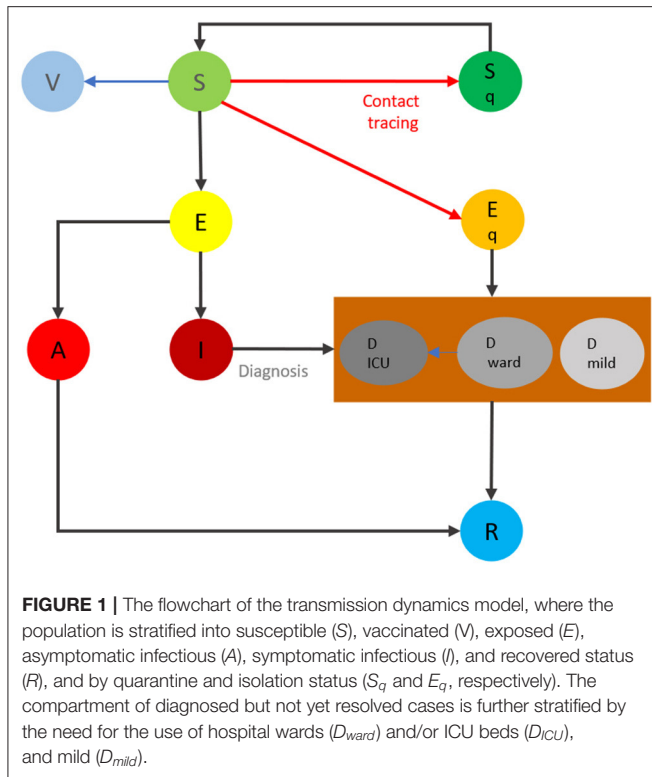 V
S
S
q
Contact
tracing
E
E
q
A
I
Diagnosis
D
ICU
D
ward
D
mild
R
FIGURE 1 | The flowchart of the transmission dynamics model, where the
population is stratified into susceptible (S), vaccinated (V), exposed (E),
asymptomatic infectious (A), symptomatic infectious (I), and recovered status
(R), and by quarantine and isolation status (Sq and Eq, respectively). The
compartment of diagnosed but not yet resolved cases is further stratified by
the need for the use of hospital wards (Dward) and/or ICU beds (DICU),
and mild (Dmild).